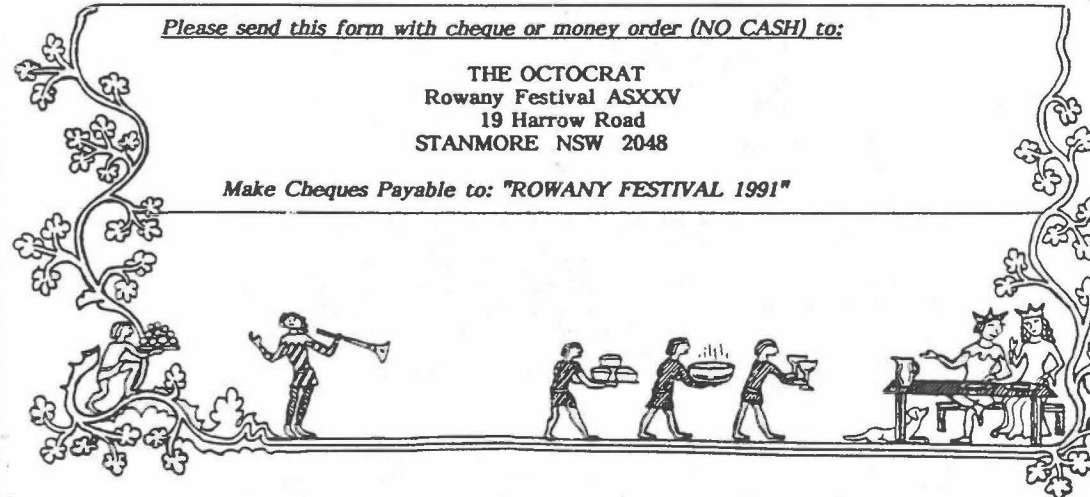 Please send this form with cheque or money order (NO CASH) to:
THE OCTOCRAT
Rowany Festival ASXXV
19 Harrow Road
STANMORE NSW 2048
Make Cheques Payable to: "ROWANY FESTIVAL 1991"